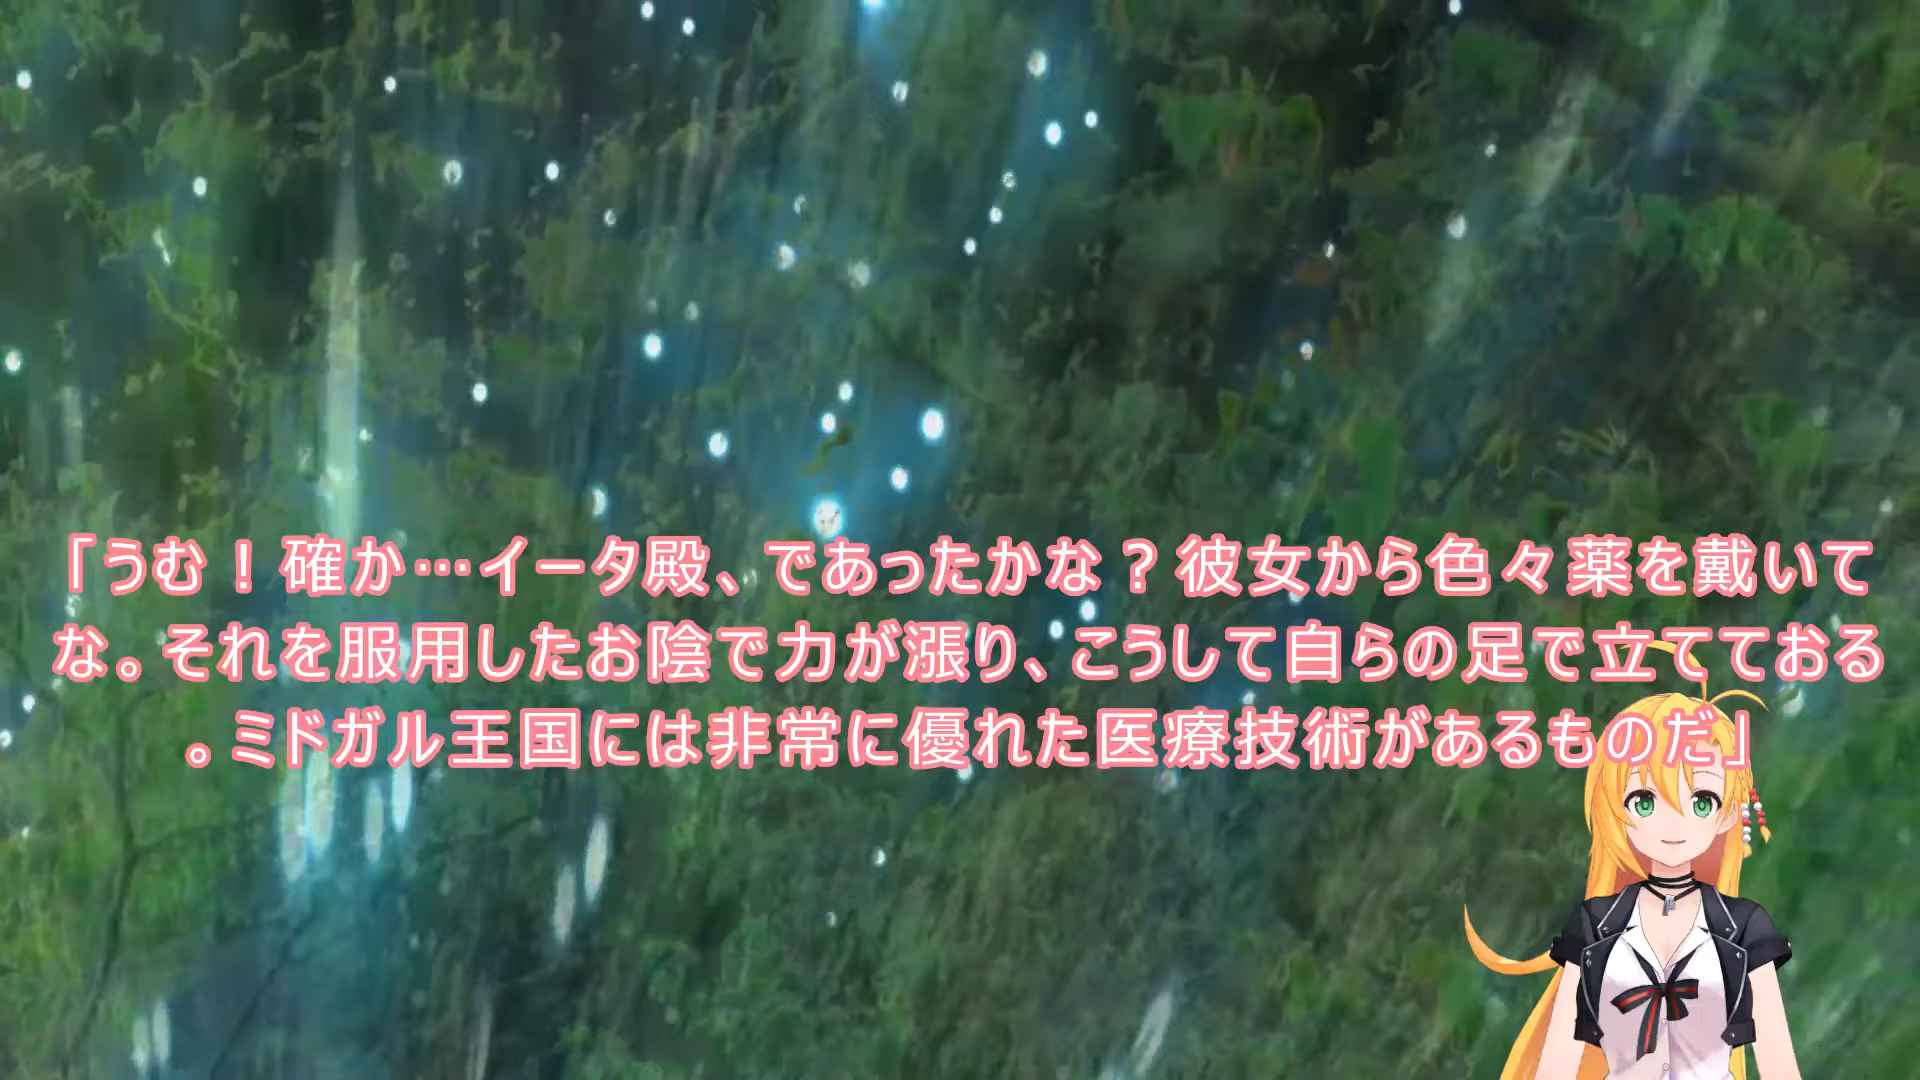 「うむ！確か…イータ殿、であったかな？彼女から色々薬を戴いて
な。それを服用したお陰で力が漲り、こうして自らの足で立てておる
。ミドガル王国には非常に優れた医療技術があるものだ」